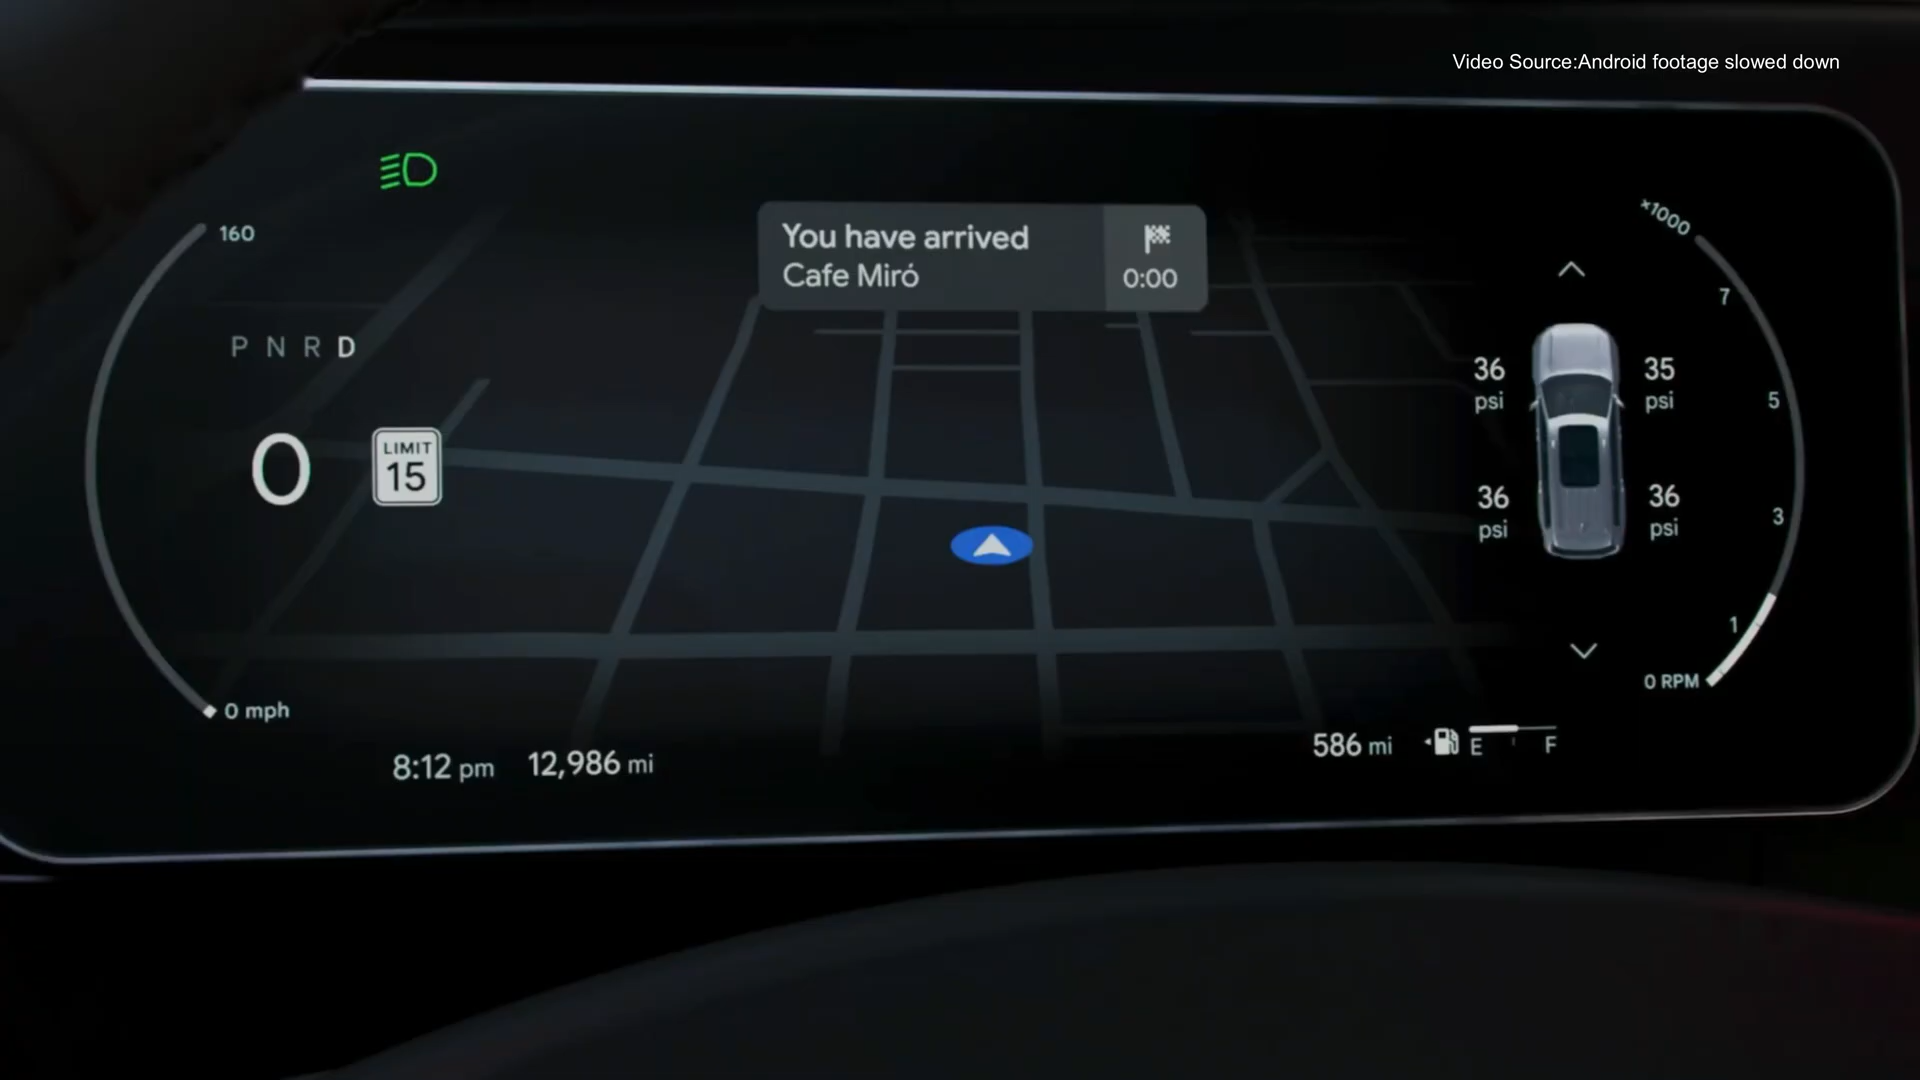 Video Source:Android footage slowed down
160
You have arrived
Cafe Miró
0:00
×1000
7
P N R D
36
psi
35
psi
5
0
LIMIT
15
36
psi
36
psi
3
1
0 RPM
0 mph
8:12 pm
12,986 mi
586 mi
E
F